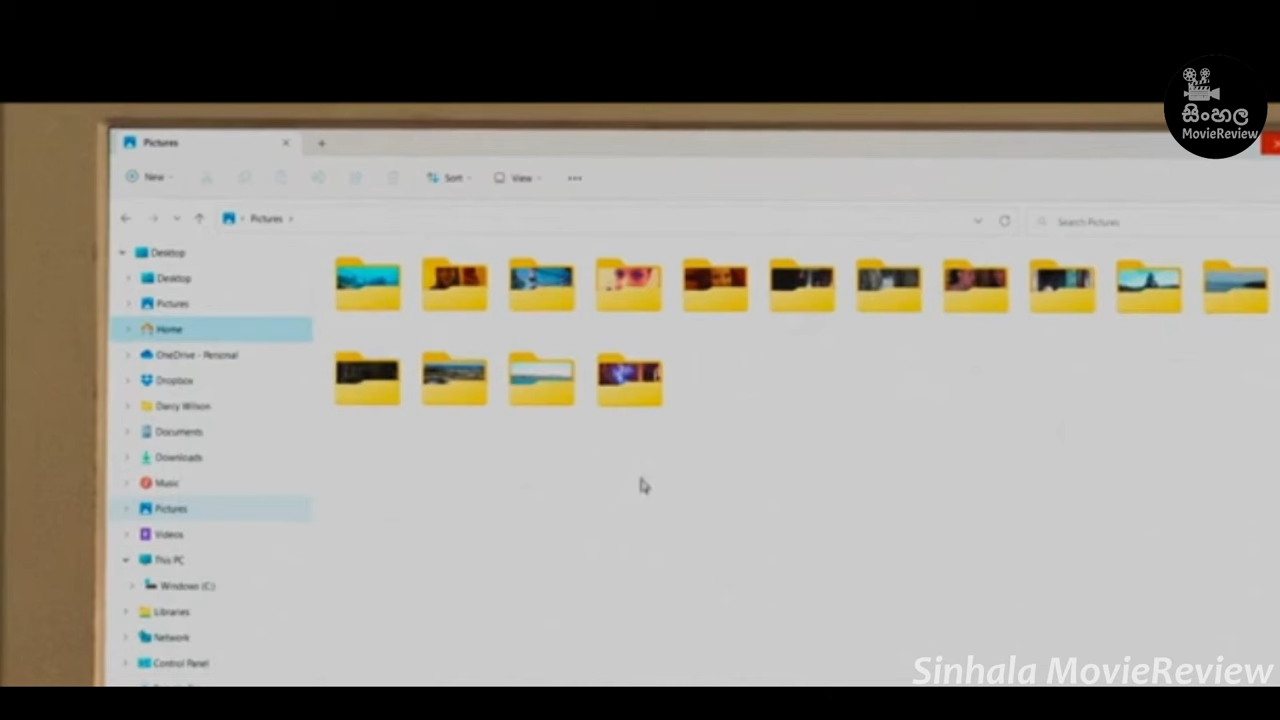 සිංහල
MovieReview
Pictures
New
Sort
View
Pictures
Search Pictures
Desktop
Desktop
Pictures
Home
OneDrive - Personal
Dropbox
Darcy Wilson
Documents
Downloads
Music
Pictures
Videos
This PC
Windows (C:)
Libraries
Network
Control Panel
Sinhala MovieReview